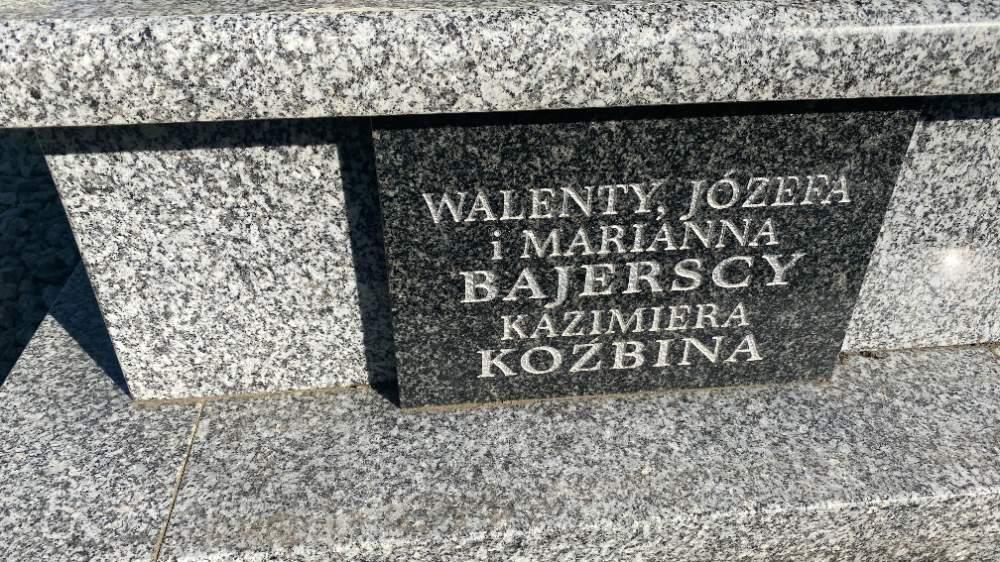 WALENTY, JÓZEFA
i MARIANNA
BAJERSCY
KAZIMIERA
KOŹBINA